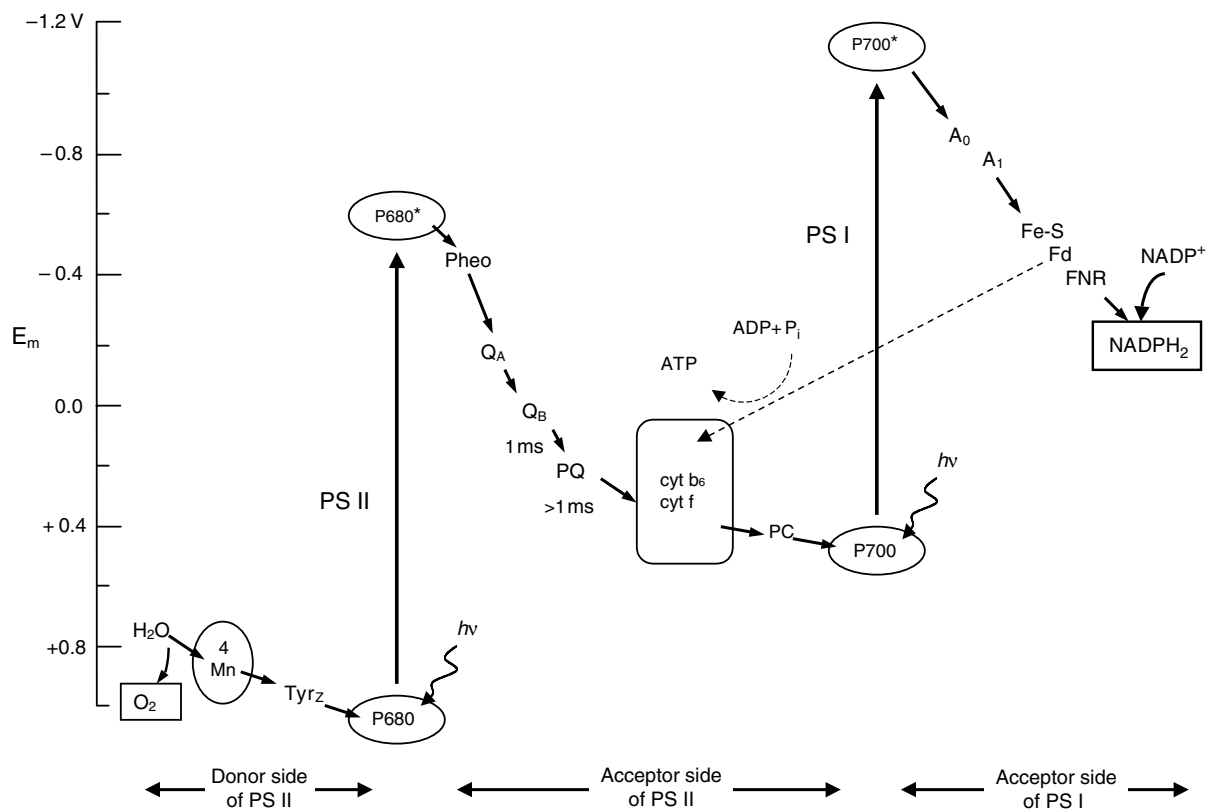 −1.2 V
−0.8
−0.4
Eₘ
0.0
+0.4
+0.8
H₂O
O₂
4
Mn
Tyr_Z
P680
hν
PS II
P680*
Pheo
Q_A
Q_B
1 ms
PQ
>1 ms
cyt b₆
cyt f
ATP
ADP+Pᵢ
PC
P700
hν
PS I
P700*
A₀
A₁
Fe-S
Fd
FNR
NADP⁺
NADPH₂
Donor side
of PS II
Acceptor side
of PS II
Acceptor side
of PS I